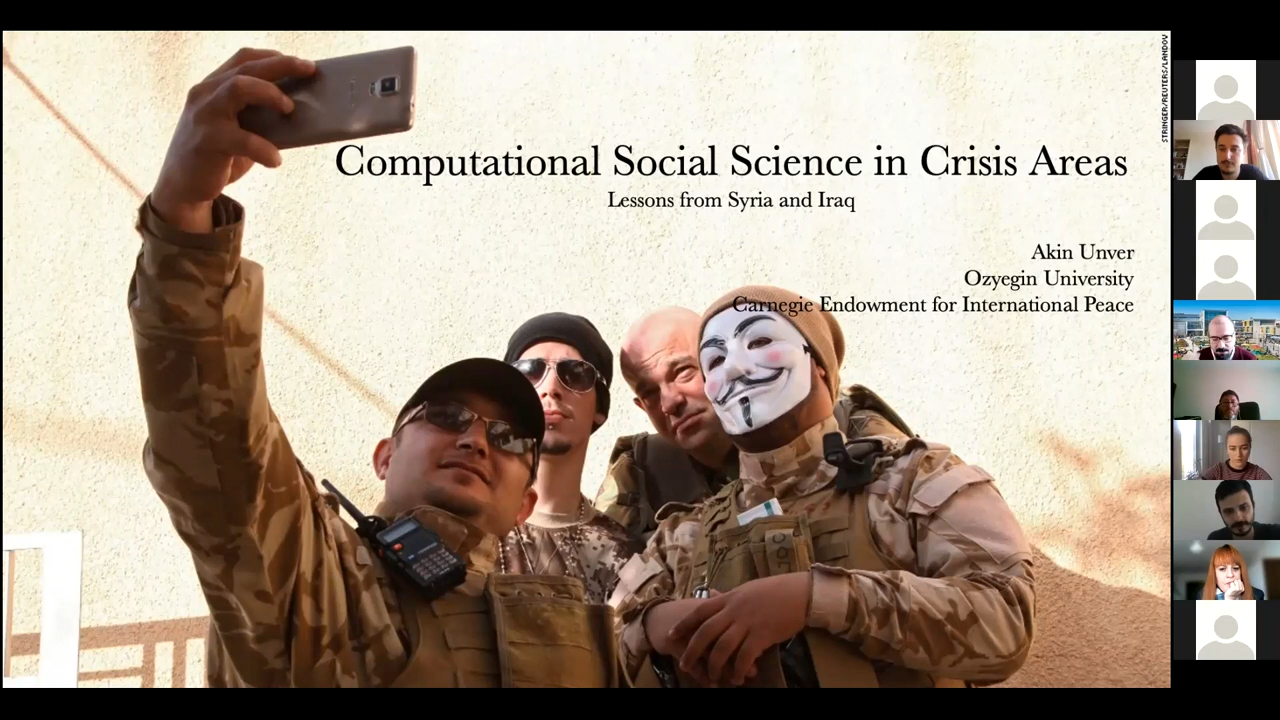 Computational Social Science in Crisis Areas
Lessons from Syria and Iraq
Akin Unver
Ozyegin University
Carnegie Endowment for International Peace
STRINGER/REUTERS/LANDOV